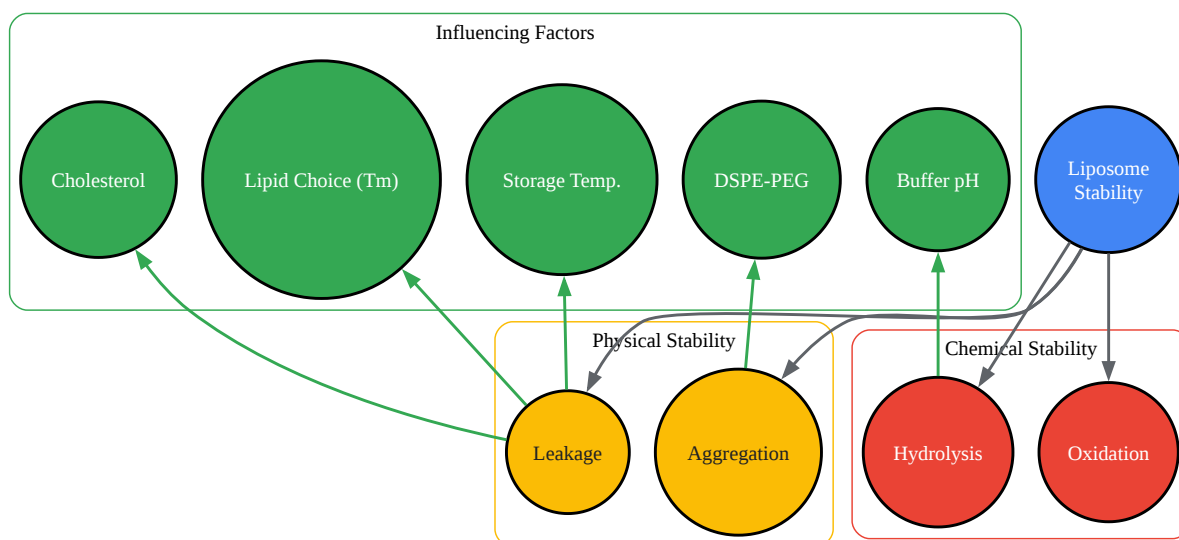 Influencing Factors
Cholesterol
Lipid Choice (Tm)
Storage Temp.
DSPE-PEG
Buffer pH
Liposome
Stability
Physical Stability
Chemical Stability
Leakage
Aggregation
Hydrolysis
Oxidation